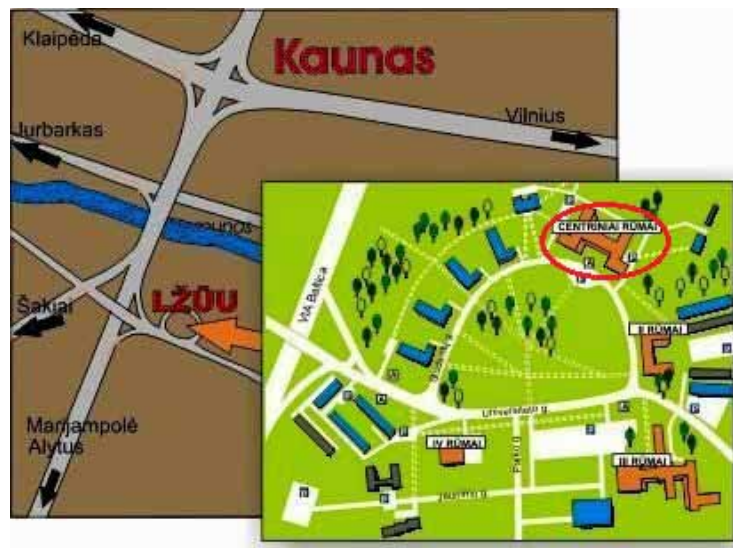 Klaipėda
Kaunas
Vilnius
Jurbarkas
Šakiai
LŽŪU
Marijampolė
Alytus
CENTRINIAI RŪMAI
VIA Baltica
II RŪMAI
Universiteto g.
IV RŪMAI
III RŪMAI